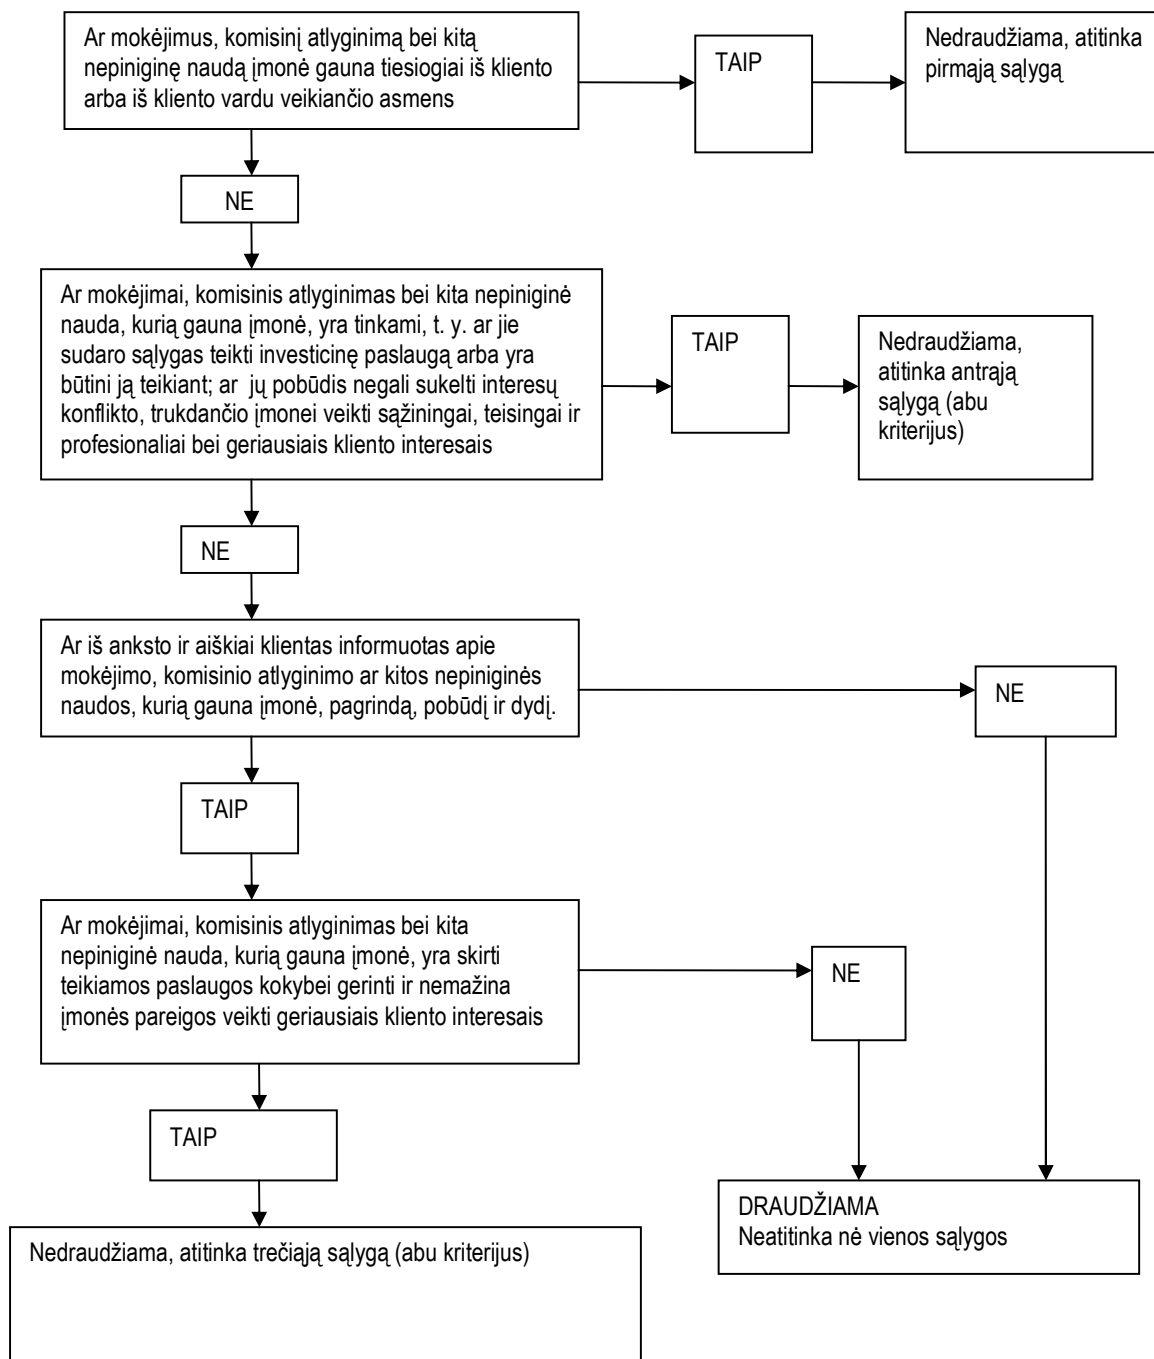 Ar mokėjimus, komisinį atlyginimą bei kitą
nepiniginę naudą įmonė gauna tiesiogiai iš kliento
arba iš kliento vardu veikiančio asmens
TAIP
Nedraudžiama, atitinka
pirmąją sąlygą
NE
Ar mokėjimai, komisinis atlyginimas bei kita nepiniginė
nauda, kurią gauna įmonė, yra tinkami, t. y. ar jie
sudaro sąlygas teikti investicinę paslaugą arba yra
būtini ją teikiant; ar  jų pobūdis negali sukelti interesų
konflikto, trukdančio įmonei veikti sąžiningai, teisingai ir
profesionaliai bei geriausiais kliento interesais
TAIP
Nedraudžiama,
atitinka antrąją
sąlygą (abu
kriterijus)
NE
Ar iš anksto ir aiškiai klientas informuotas apie
mokėjimo, komisinio atlyginimo ar kitos nepiniginės
naudos, kurią gauna įmonė, pagrindą, pobūdį ir dydį.
NE
TAIP
Ar mokėjimai, komisinis atlyginimas bei kita
nepiniginė nauda, kurią gauna įmonė, yra skirti
teikiamos paslaugos kokybei gerinti ir nemažina
įmonės pareigos veikti geriausiais kliento interesais
NE
TAIP
DRAUDŽIAMA
Neatitinka nė vienos sąlygos
Nedraudžiama, atitinka trečiąją sąlygą (abu kriterijus)